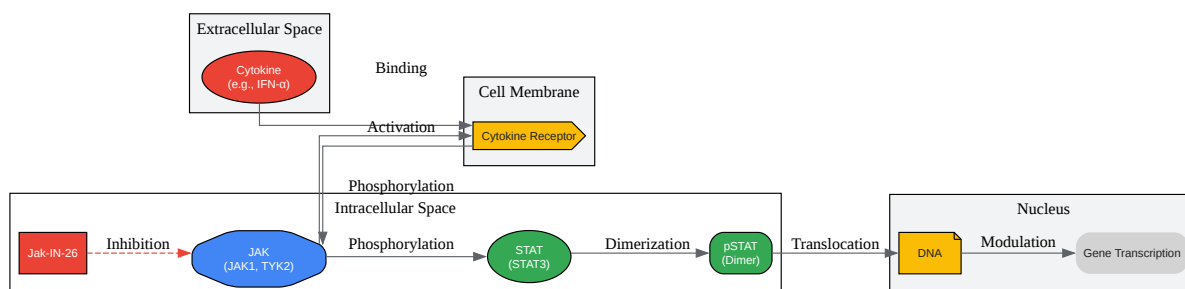 Extracellular Space
Cytokine
(e.g., IFN-α)
Binding
Cell Membrane
Activation
Cytokine Receptor
Phosphorylation
Intracellular Space
Nucleus
Jak-IN-26
Inhibition
JAK
(JAK1, TYK2)
Phosphorylation
STAT
(STAT3)
Dimerization
pSTAT
(Dimer)
Translocation
DNA
Modulation
Gene Transcription